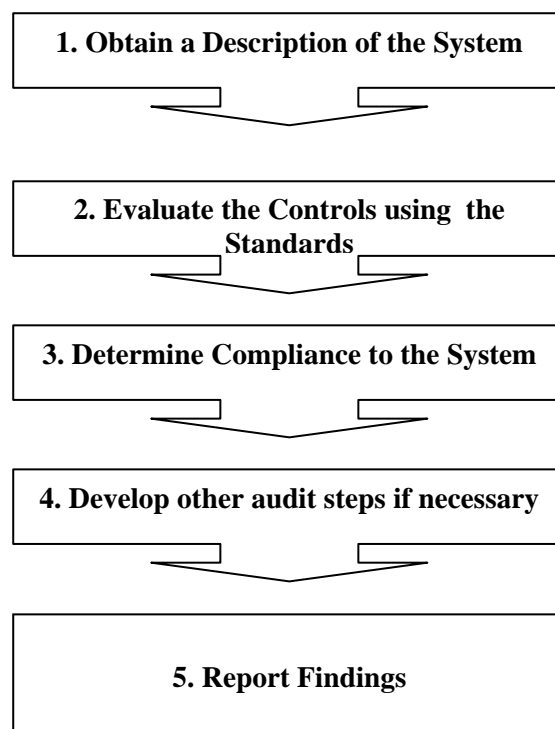 1. Obtain a Description of the System
2. Evaluate the Controls using the
Standards
3. Determine Compliance to the System
4. Develop other audit steps if necessary
5. Report Findings